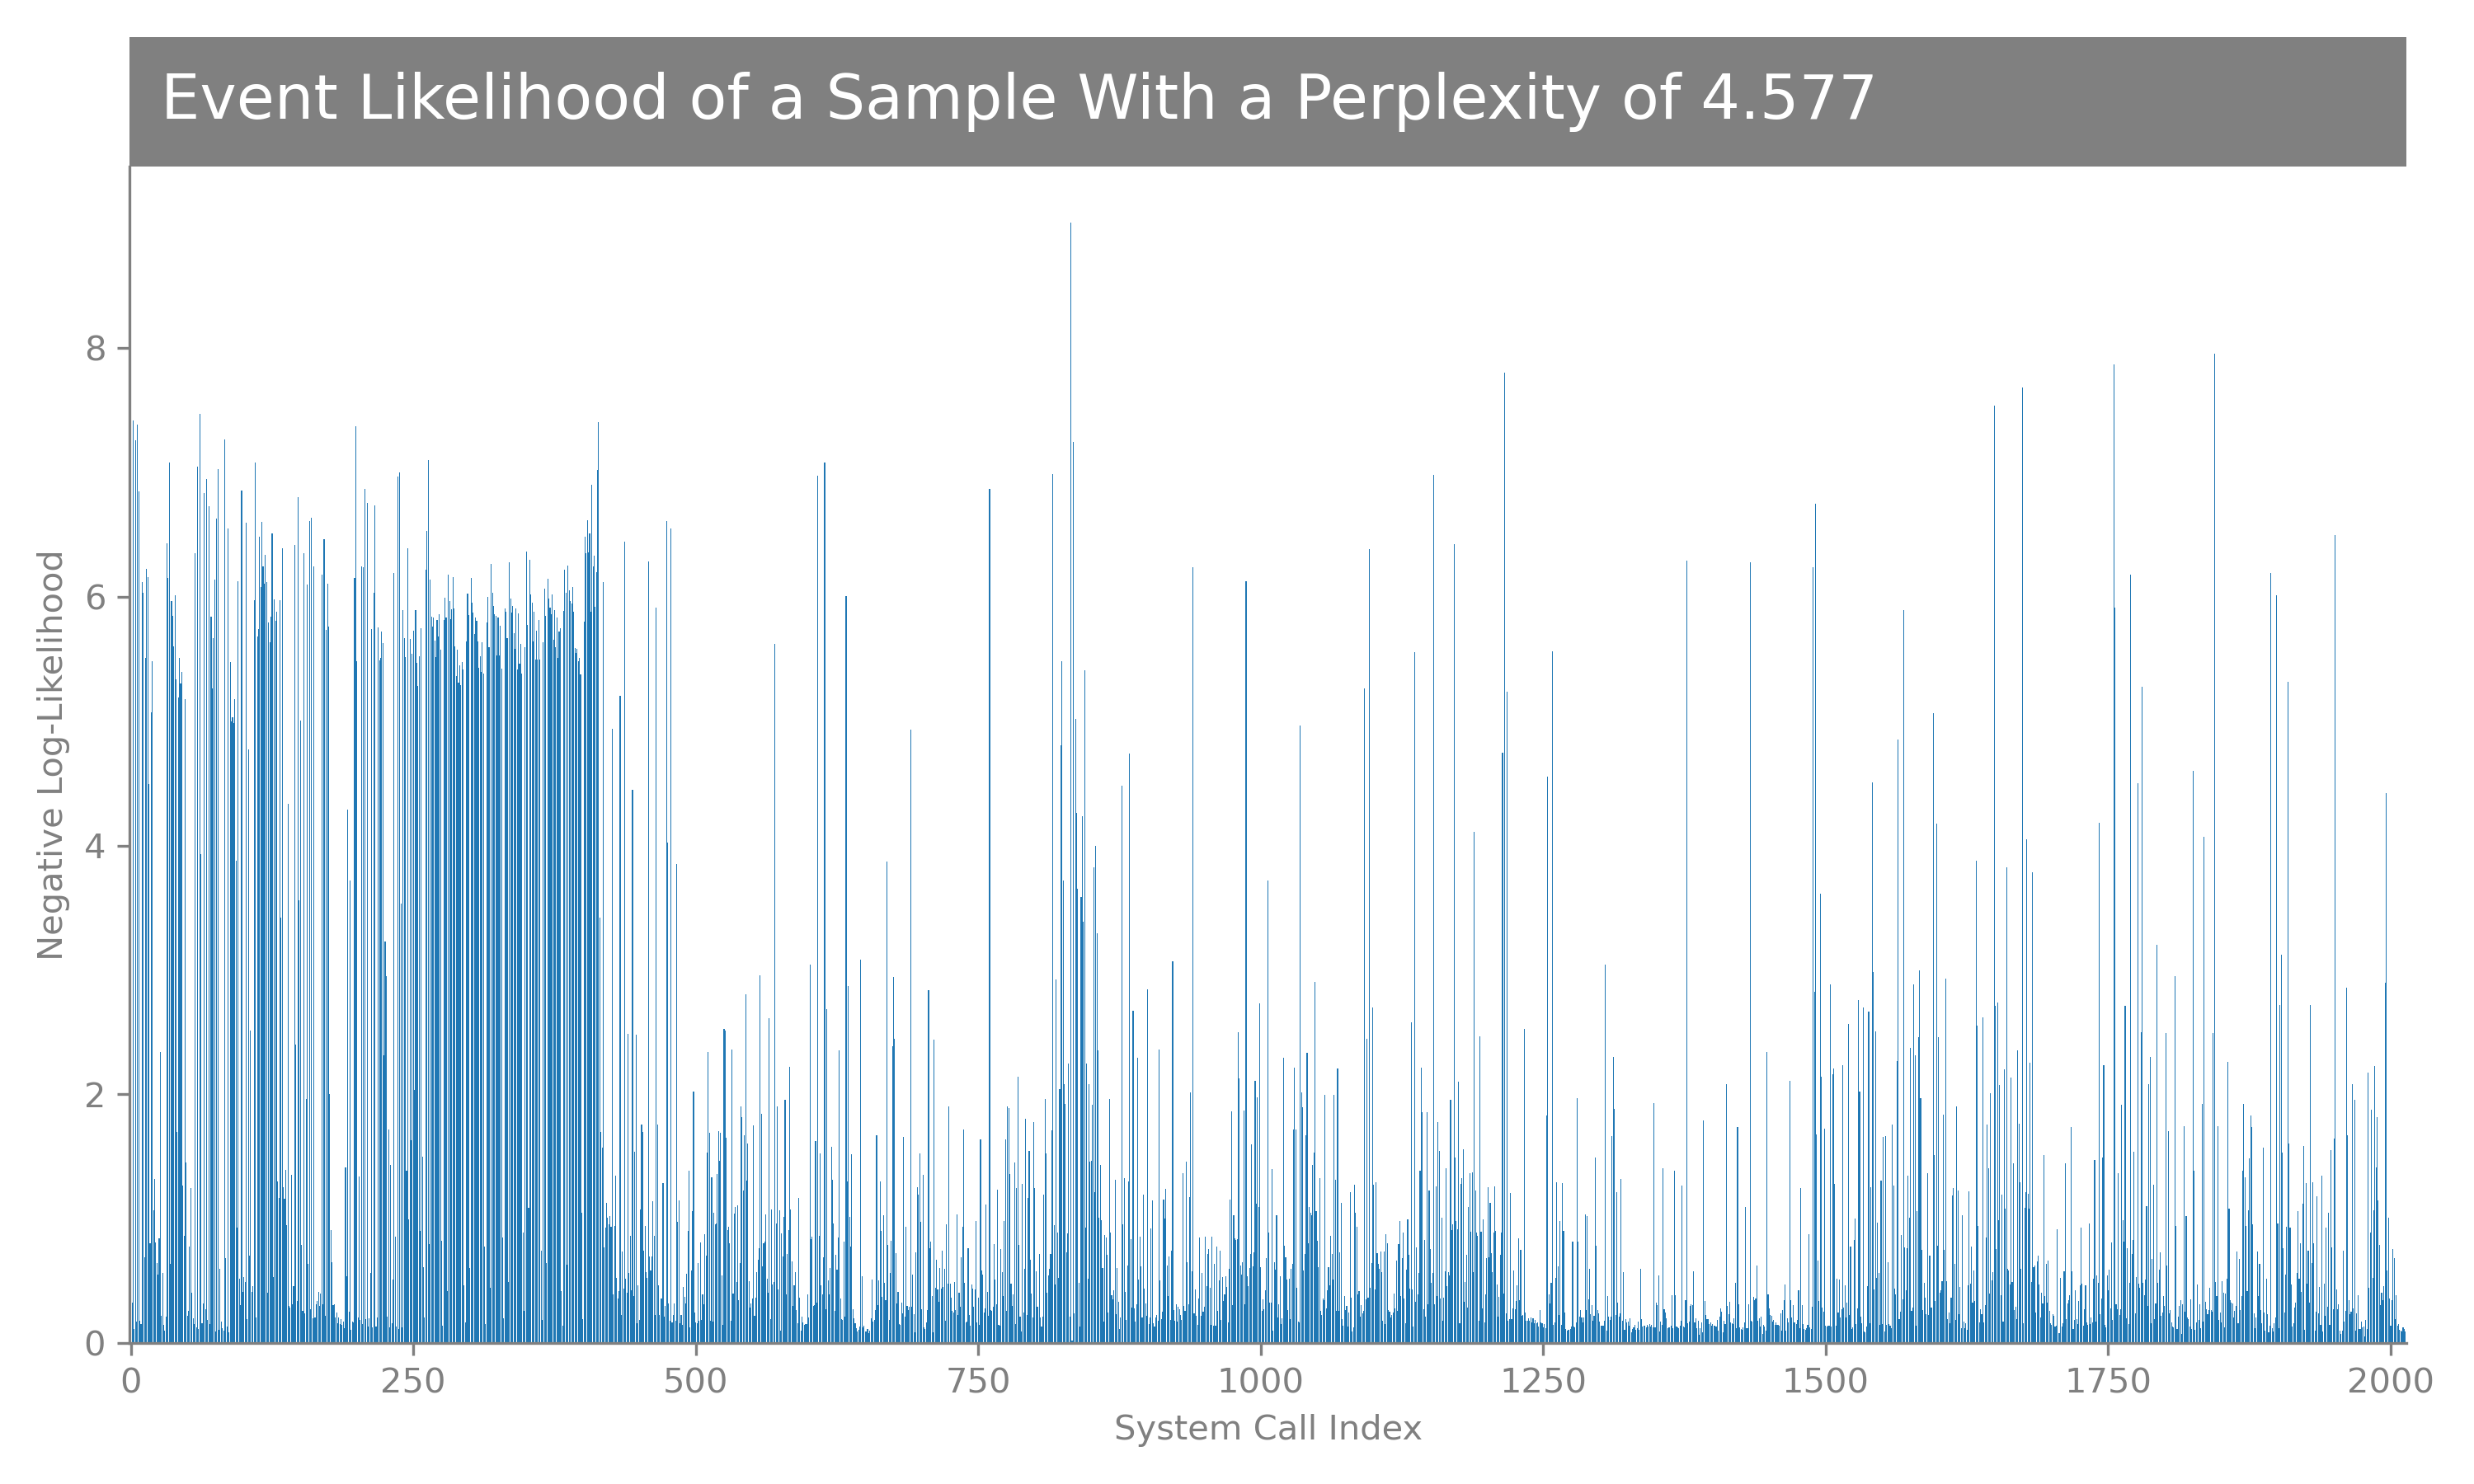 Event Likelihood of a Sample With a Perplexity of 4.577
Negative Log-Likelihood
8
6
4
2
0
0 250 500 750 1000 1250 1500 1750 2000
System Call Index